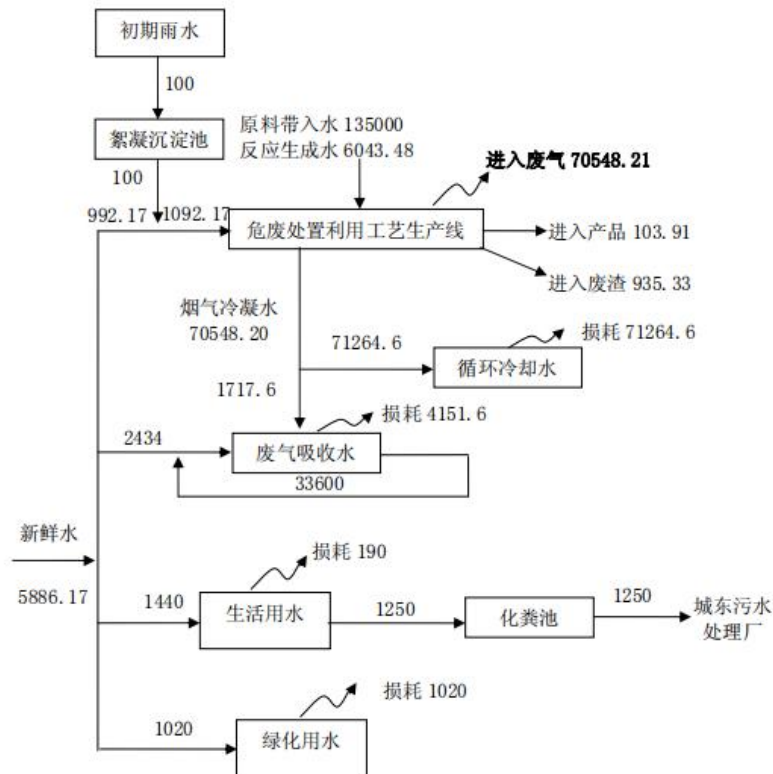 初期雨水
100
絮凝沉淀池
100
原料带入水 135000
反应生成水 6043.48
进入废气 70548.21
992.17
1092.17
危废处置利用工艺生产线
进入产品 103.91
进入废渣 935.33
烟气冷凝水
70548.20
71264.6
损耗 71264.6
循环冷却水
1717.6
损耗 4151.6
2434
废气吸收水
33600
新鲜水
5886.17
损耗 190
1440
生活用水
1250
化粪池
1250
城东污水
处理厂
损耗 1020
1020
绿化用水